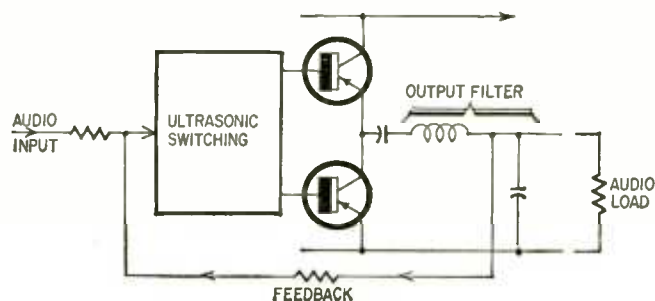 AUDIO
INPUT
ULTRASONIC
SWITCHING
OUTPUT FILTER
AUDIO
LOAD
FEEDBACK